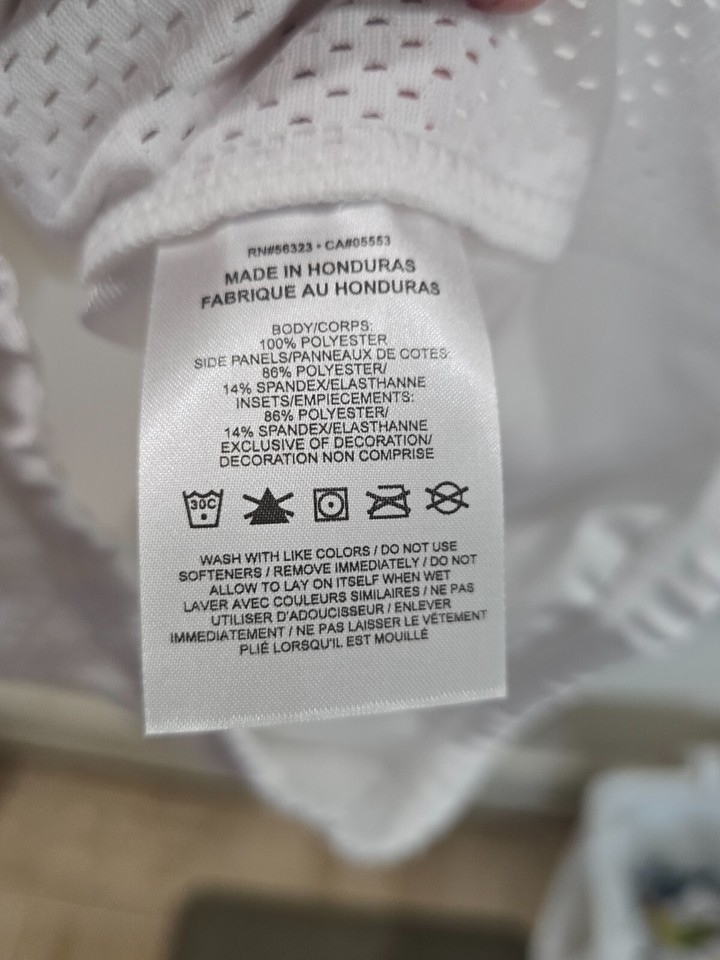 RN#56323 • CA#05553
MADE IN HONDURAS
FABRIQUE AU HONDURAS
BODY/CORPS:
100% POLYESTER
SIDE PANELS/PANNEAUX DE COTES:
86% POLYESTER/
14% SPANDEX/ELASTHANNE
INSETS/EMPIECEMENTS:
86% POLYESTER/
14% SPANDEX/ELASTHANNE
EXCLUSIVE OF DECORATION/
DECORATION NON COMPRISE
30C
WASH WITH LIKE COLORS / DO NOT USE
SOFTENERS / REMOVE IMMEDIATELY / DO NOT
ALLOW TO LAY ON ITSELF WHEN WET
LAVER AVEC COULEURS SIMILAIRES / NE PAS
UTILISER D'ADOUCISSEUR / ENLEVER
IMMEDIATEMENT / NE PAS LAISSER LE VÊTEMENT
PLIÉ LORSQU'IL EST MOUILLÉ